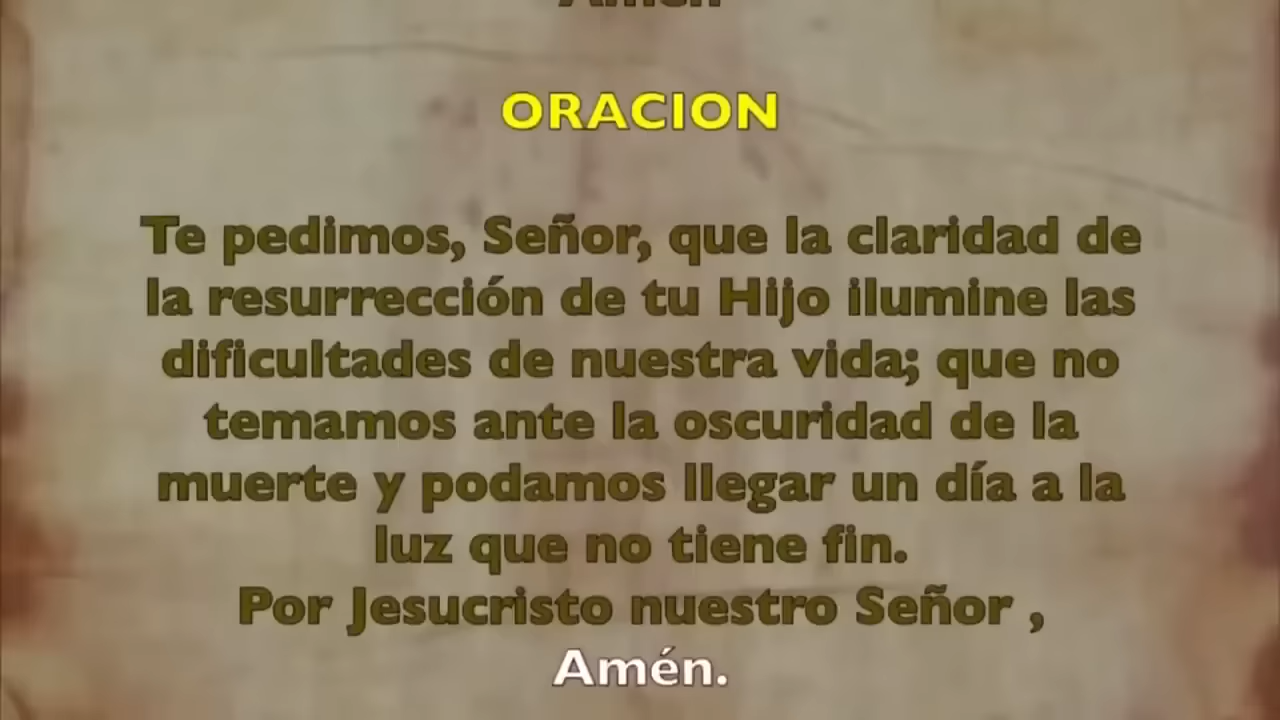 Amén
ORACION
Te pedimos, Señor, que la claridad de
la resurrección de tu Hijo ilumine las
dificultades de nuestra vida; que no
temamos ante la oscuridad de la
muerte y podamos llegar un día a la
luz que no tiene fin.
Por Jesucristo nuestro Señor ,
Amén.